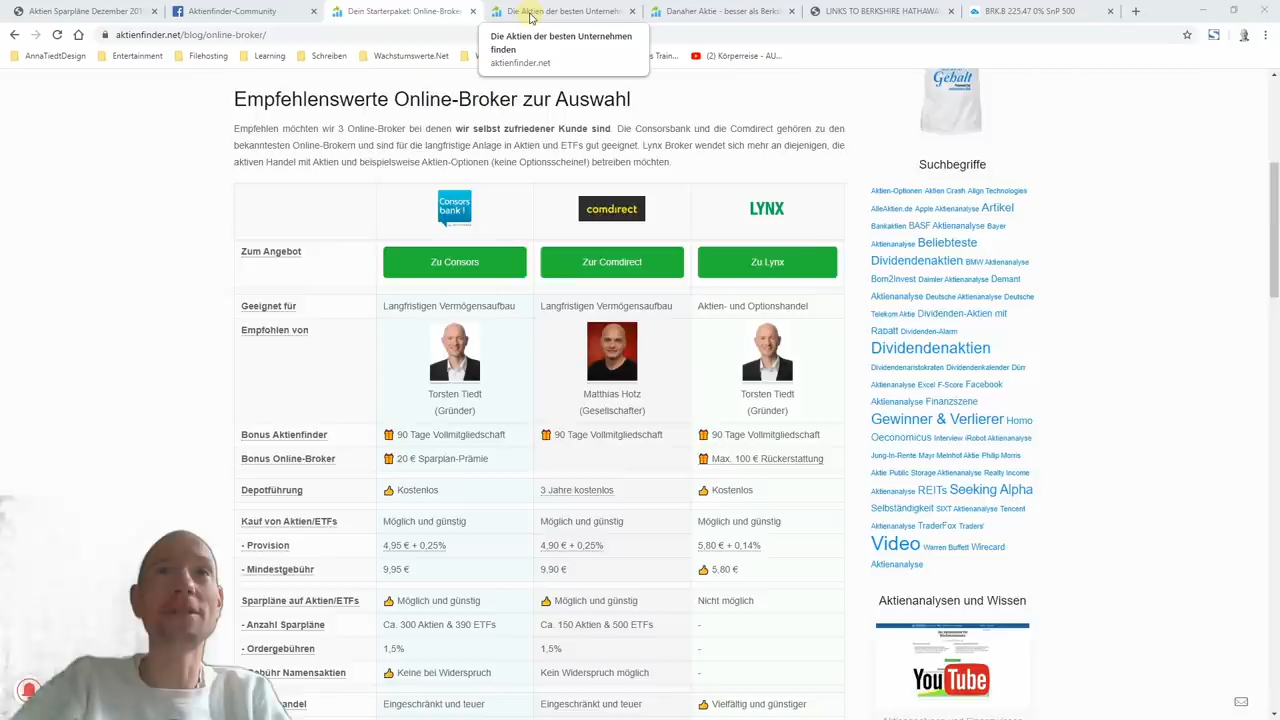 Aktien Empfehlungen
Aktienfinder-Community
Dein Starterpaket Online-Broker
Die Aktien der besten Unternehm
Danaher Aktie - besser als Berksh
LINKS TO BERKSHIRE HATHAWA
BRK.B 225.47 0% SnP 500
aktienfinder.net/blog/online-broker/
AnnaTiedtDesign
Entertainment
Filehosting
Learning
Crowdinvesting
WachstumsWerte.Net
s Train...
(2) Körperreise - AU...
Die Aktien der besten Unternehmen
finden
aktienfinder.net
Empfehlenswerte Online-Broker zur Auswahl
Empfehlen möchten wir 3 Online-Broker bei denen wir selbst zufriedener Kunde sind. Die Consorsbank und die Comdirect gehören zu den
bekanntesten Online-Brokern und sind für die langfristige Anlage in Aktien und ETFs gut geeignet. Lynx Broker wendet sich mehr an diejenigen, die
aktiven Handel mit Aktien und beispielsweise Aktien-Optionen (keine Optionsscheine!) betreiben möchten.
Consors
bank !
comdirect
LYNX
Zum Angebot
Zu Consors
Zur Comdirect
Zu Lynx
Geeignet für
Langfristigen Vermögensaufbau
Langfristigen Vermögensaufbau
Aktien- und Optionshandel
Empfohlen von
Torsten Tiedt
(Gründer)
Matthias Hotz
(Gesellschafter)
Torsten Tiedt
(Gründer)
Bonus Aktienfinder
90 Tage Vollmitgliedschaft
90 Tage Vollmitgliedschaft
90 Tage Vollmitgliedschaft
Bonus Online-Broker
20 € Sparplan-Prämie
Max. 100 € Rückerstattung
Depotführung
Kostenlos
3 Jahre kostenlos
Kostenlos
Kauf von Aktien/ETFs
Möglich und günstig
Möglich und günstig
Möglich und günstig
- Provision
4,95 € + 0,25%
4,90 € + 0,25%
5,80 € + 0,14%
- Mindestgebühr
9,95 €
9,90 €
5,80 €
Sparpläne auf Aktien/ETFs
Möglich und günstig
Möglich und günstig
Nicht möglich
- Anzahl Sparpläne
Ca. 300 Aktien & 390 ETFs
Ca. 150 Aktien & 500 ETFs
-
-
Keine bei Widerspruch
Widerspruch möglich
-
Eingeschränkt und teuer
Vielfältig und günstiger
Gehalt
Suchbegriffe
Aktien-Optionen Aktien Crash Align Technologies
AlleAktien.de Apple Aktienanalyse Artikel
Bankaktien BASF Aktienanalyse Bayer
Aktienanalyse Beliebteste
Dividendenaktien BMW Aktienanalyse
Born2Invest Daimler Aktienanalyse Demant
Aktienanalyse Deutsche Aktienanalyse Deutsche
Telekom Aktie Dividenden-Aktien mit
Rabatt Dividenden-Alarm
Dividendenaktien
Dividendenaristokraten Dividendenkalender Dürr
Aktienanalyse Excel F-Score Facebook
Aktienanalyse Finanzszene
Gewinner & Verlierer Homo
Oeconomicus Interview iRobot Aktienanalyse
Jung-In-Rente Mayr Melnhof Aktie Philip Morris
Aktie Public Storage Aktienanalyse Realty Income
Aktienanalyse REITs Seeking Alpha
Selbständigkeit SIXT Aktienanalyse Tencent
Aktienanalyse TraderFox Traders'
Video Warren Buffett Wirecard
Aktienanalyse
Aktienanalysen und Wissen
YouTube